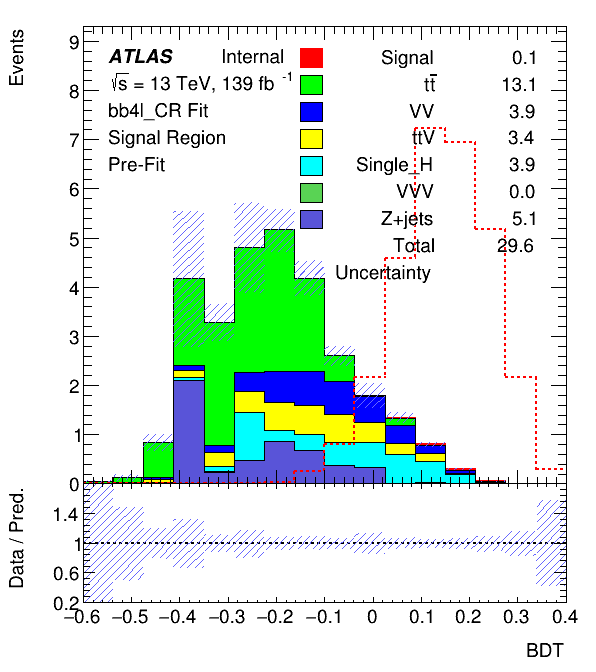 Events
9
8
7
6
5
4
3
2
1
0
ATLAS Internal
√s = 13 TeV, 139 fb⁻¹
bb4l_CR Fit
Signal Region
Pre-Fit
Signal 0.1
tt̄ 13.1
VV 3.9
ttV 3.4
Single_H 3.9
VVV 0.0
Z+jets 5.1
Total 29.6
Uncertainty
Data / Pred.
1.4
1
0.6
0.2
−0.6 −0.5 −0.4 −0.3 −0.2 −0.1 0 0.1 0.2 0.3 0.4
BDT